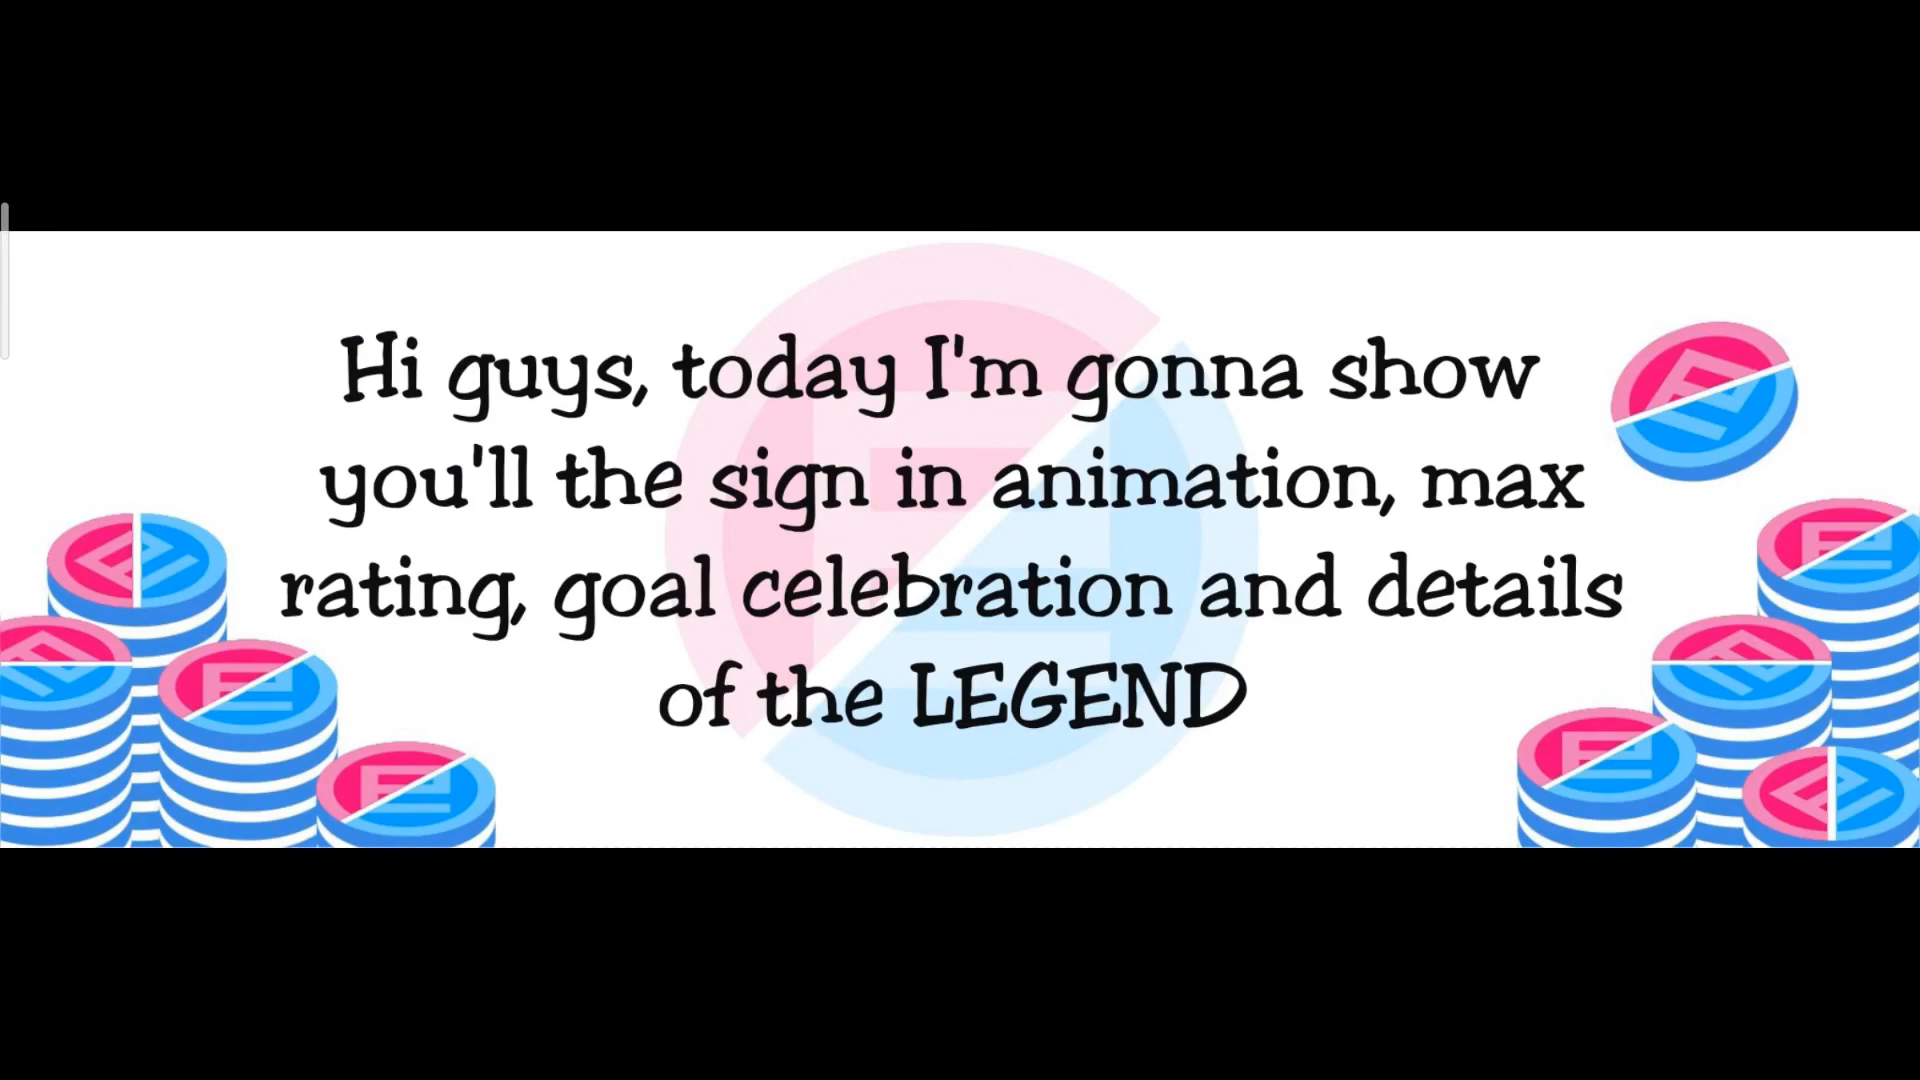 Hi guys, today I'm gonna show
you'll the sign in animation, max
rating, goal celebration and details
of the LEGEND